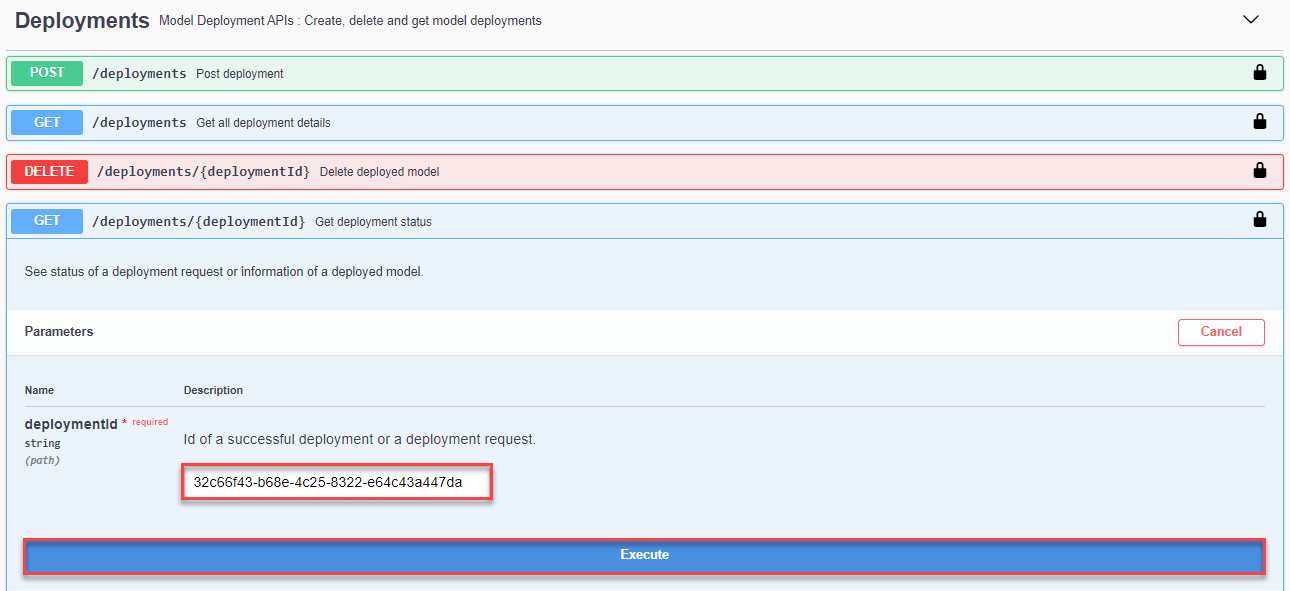 Deployments Model Deployment APIs : Create, delete and get model deployments
POST /deployments Post deployment
GET /deployments Get all deployment details
DELETE /deployments/{deploymentId} Delete deployed model
GET /deployments/{deploymentId} Get deployment status
See status of a deployment request or information of a deployed model.
Parameters Cancel
Name Description
deploymentId * required
string
(path)
Id of a successful deployment or a deployment request.
32c66f43-b68e-4c25-8322-e64c43a447da
Execute